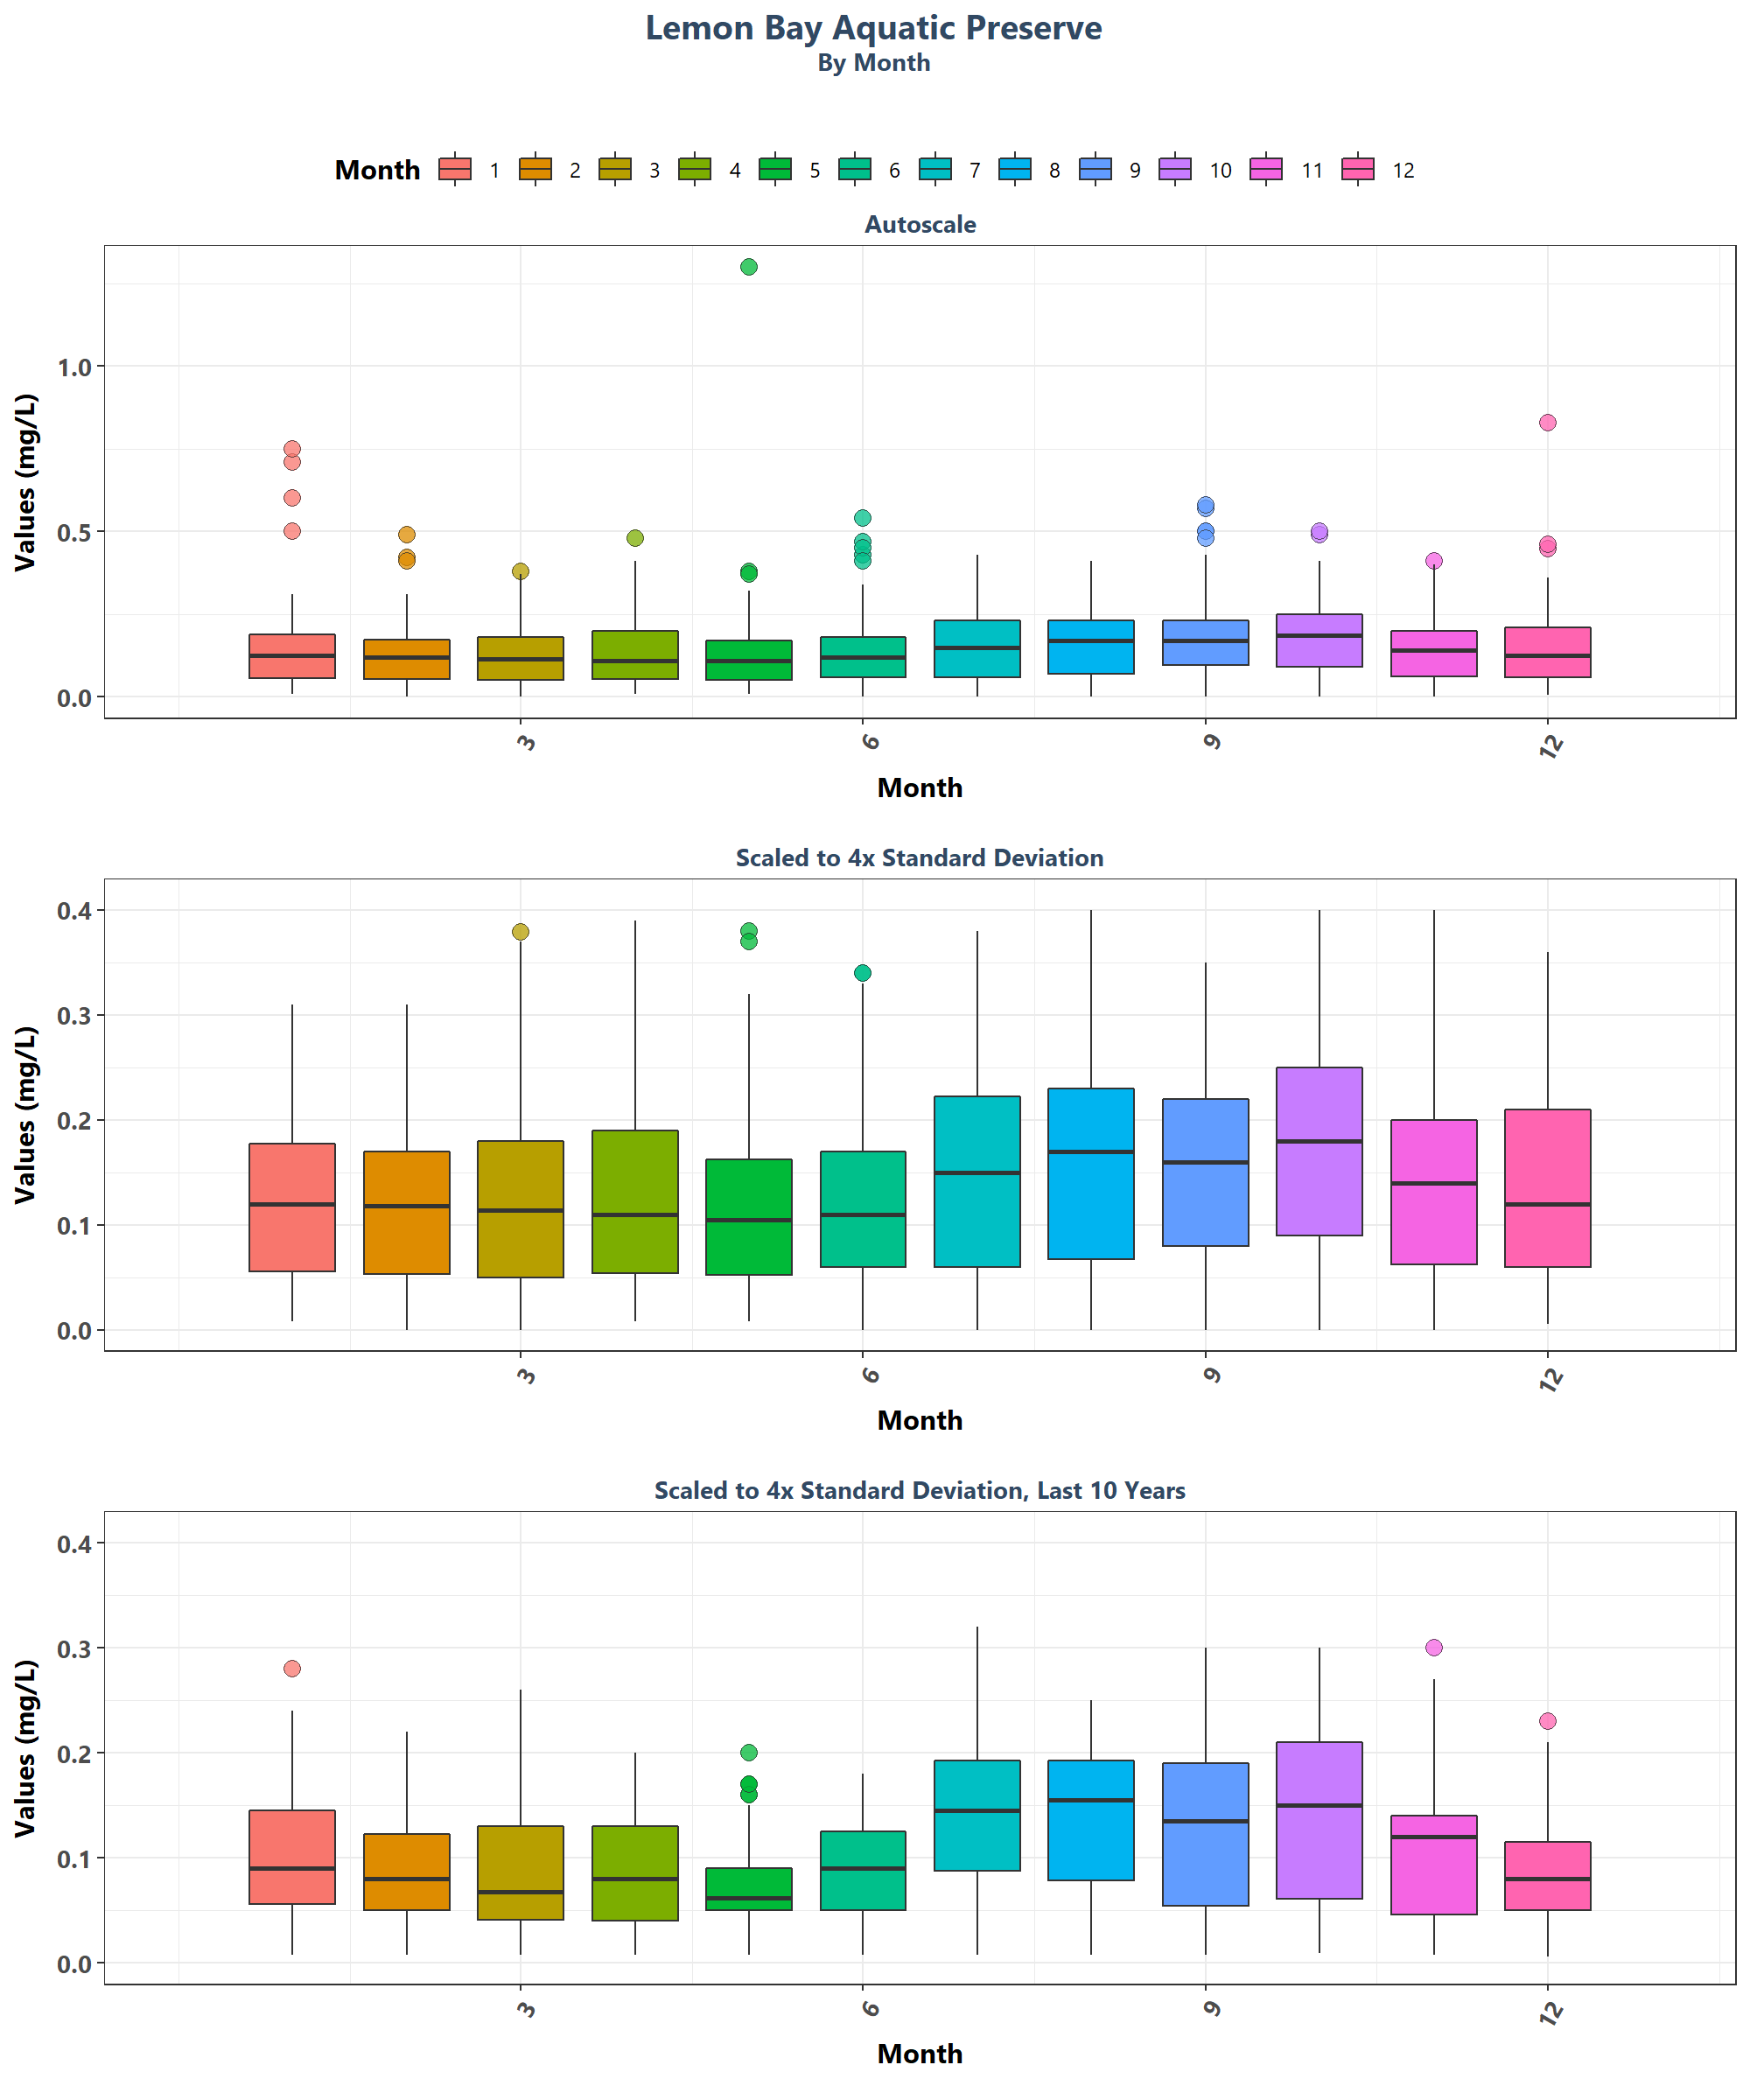 Lemon Bay Aquatic Preserve
By Month
Month 1 2 3 4 5 6 7 8 9 10 11 12
Autoscale
Values (mg/L)
1.0
0.5
0.0
3 6 9 12
Month
Scaled to 4x Standard Deviation
Values (mg/L)
0.4
0.3
0.2
0.1
0.0
3 6 9 12
Month
Scaled to 4x Standard Deviation, Last 10 Years
Values (mg/L)
0.4
0.3
0.2
0.1
0.0
3 6 9 12
Month